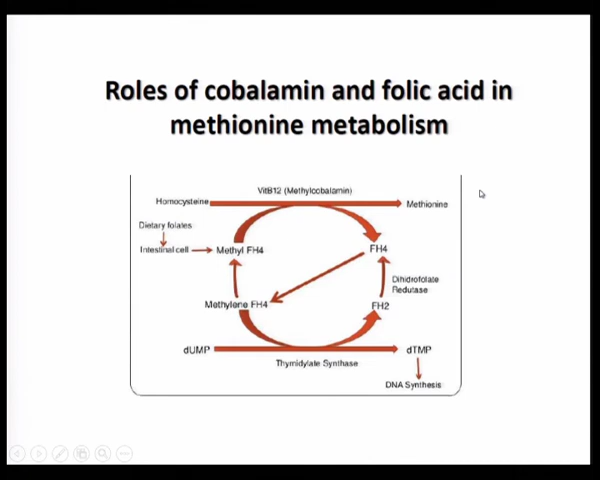 Roles of cobalamin and folic acid in
methionine metabolism
VitB12 (Methylcobalamin)
Homocysteine
Methionine
Dietary folates
Intestinal cell
Methyl FH4
FH4
Dihidrofolate
Redutase
Methylene FH4
FH2
dUMP
dTMP
Thymidylate Synthase
DNA Synthesis